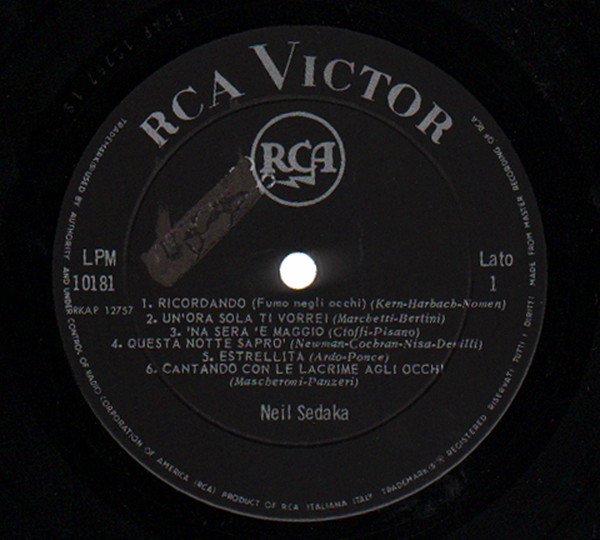 RCA VICTOR
RCA
LPM
10181
Lato
1
RKAP 12757
1. RICORDANDO (Fumo negli occhi) (Kern-Harbach-Nomen)
2. UN'ORA SOLA TI VORREI (Marchetti-Bertini)
3. 'NA SERA 'E MAGGIO (Cioffi-Pisano)
4. QUESTA NOTTE SAPRO' (Newman-Cochran-Nisa-Devilli)
5. ESTRELLITA (Ardo-Ponce)
6. CANTANDO CON LE LACRIME AGLI OCCHI
(Mascheroni-Panzeri)
Neil Sedaka
TRADEMARK(S) USED BY AUTHORITY AND UNDER CONTROL OF RADIO CORPORATION OF AMERICA (RCA) PRODUCT OF RCA ITALIANA ITALY TRADEMARK(S) ® REGISTERED RISERVATI TUTTI I DIRITTI MADE FROM MASTER RECORDING OF RCA